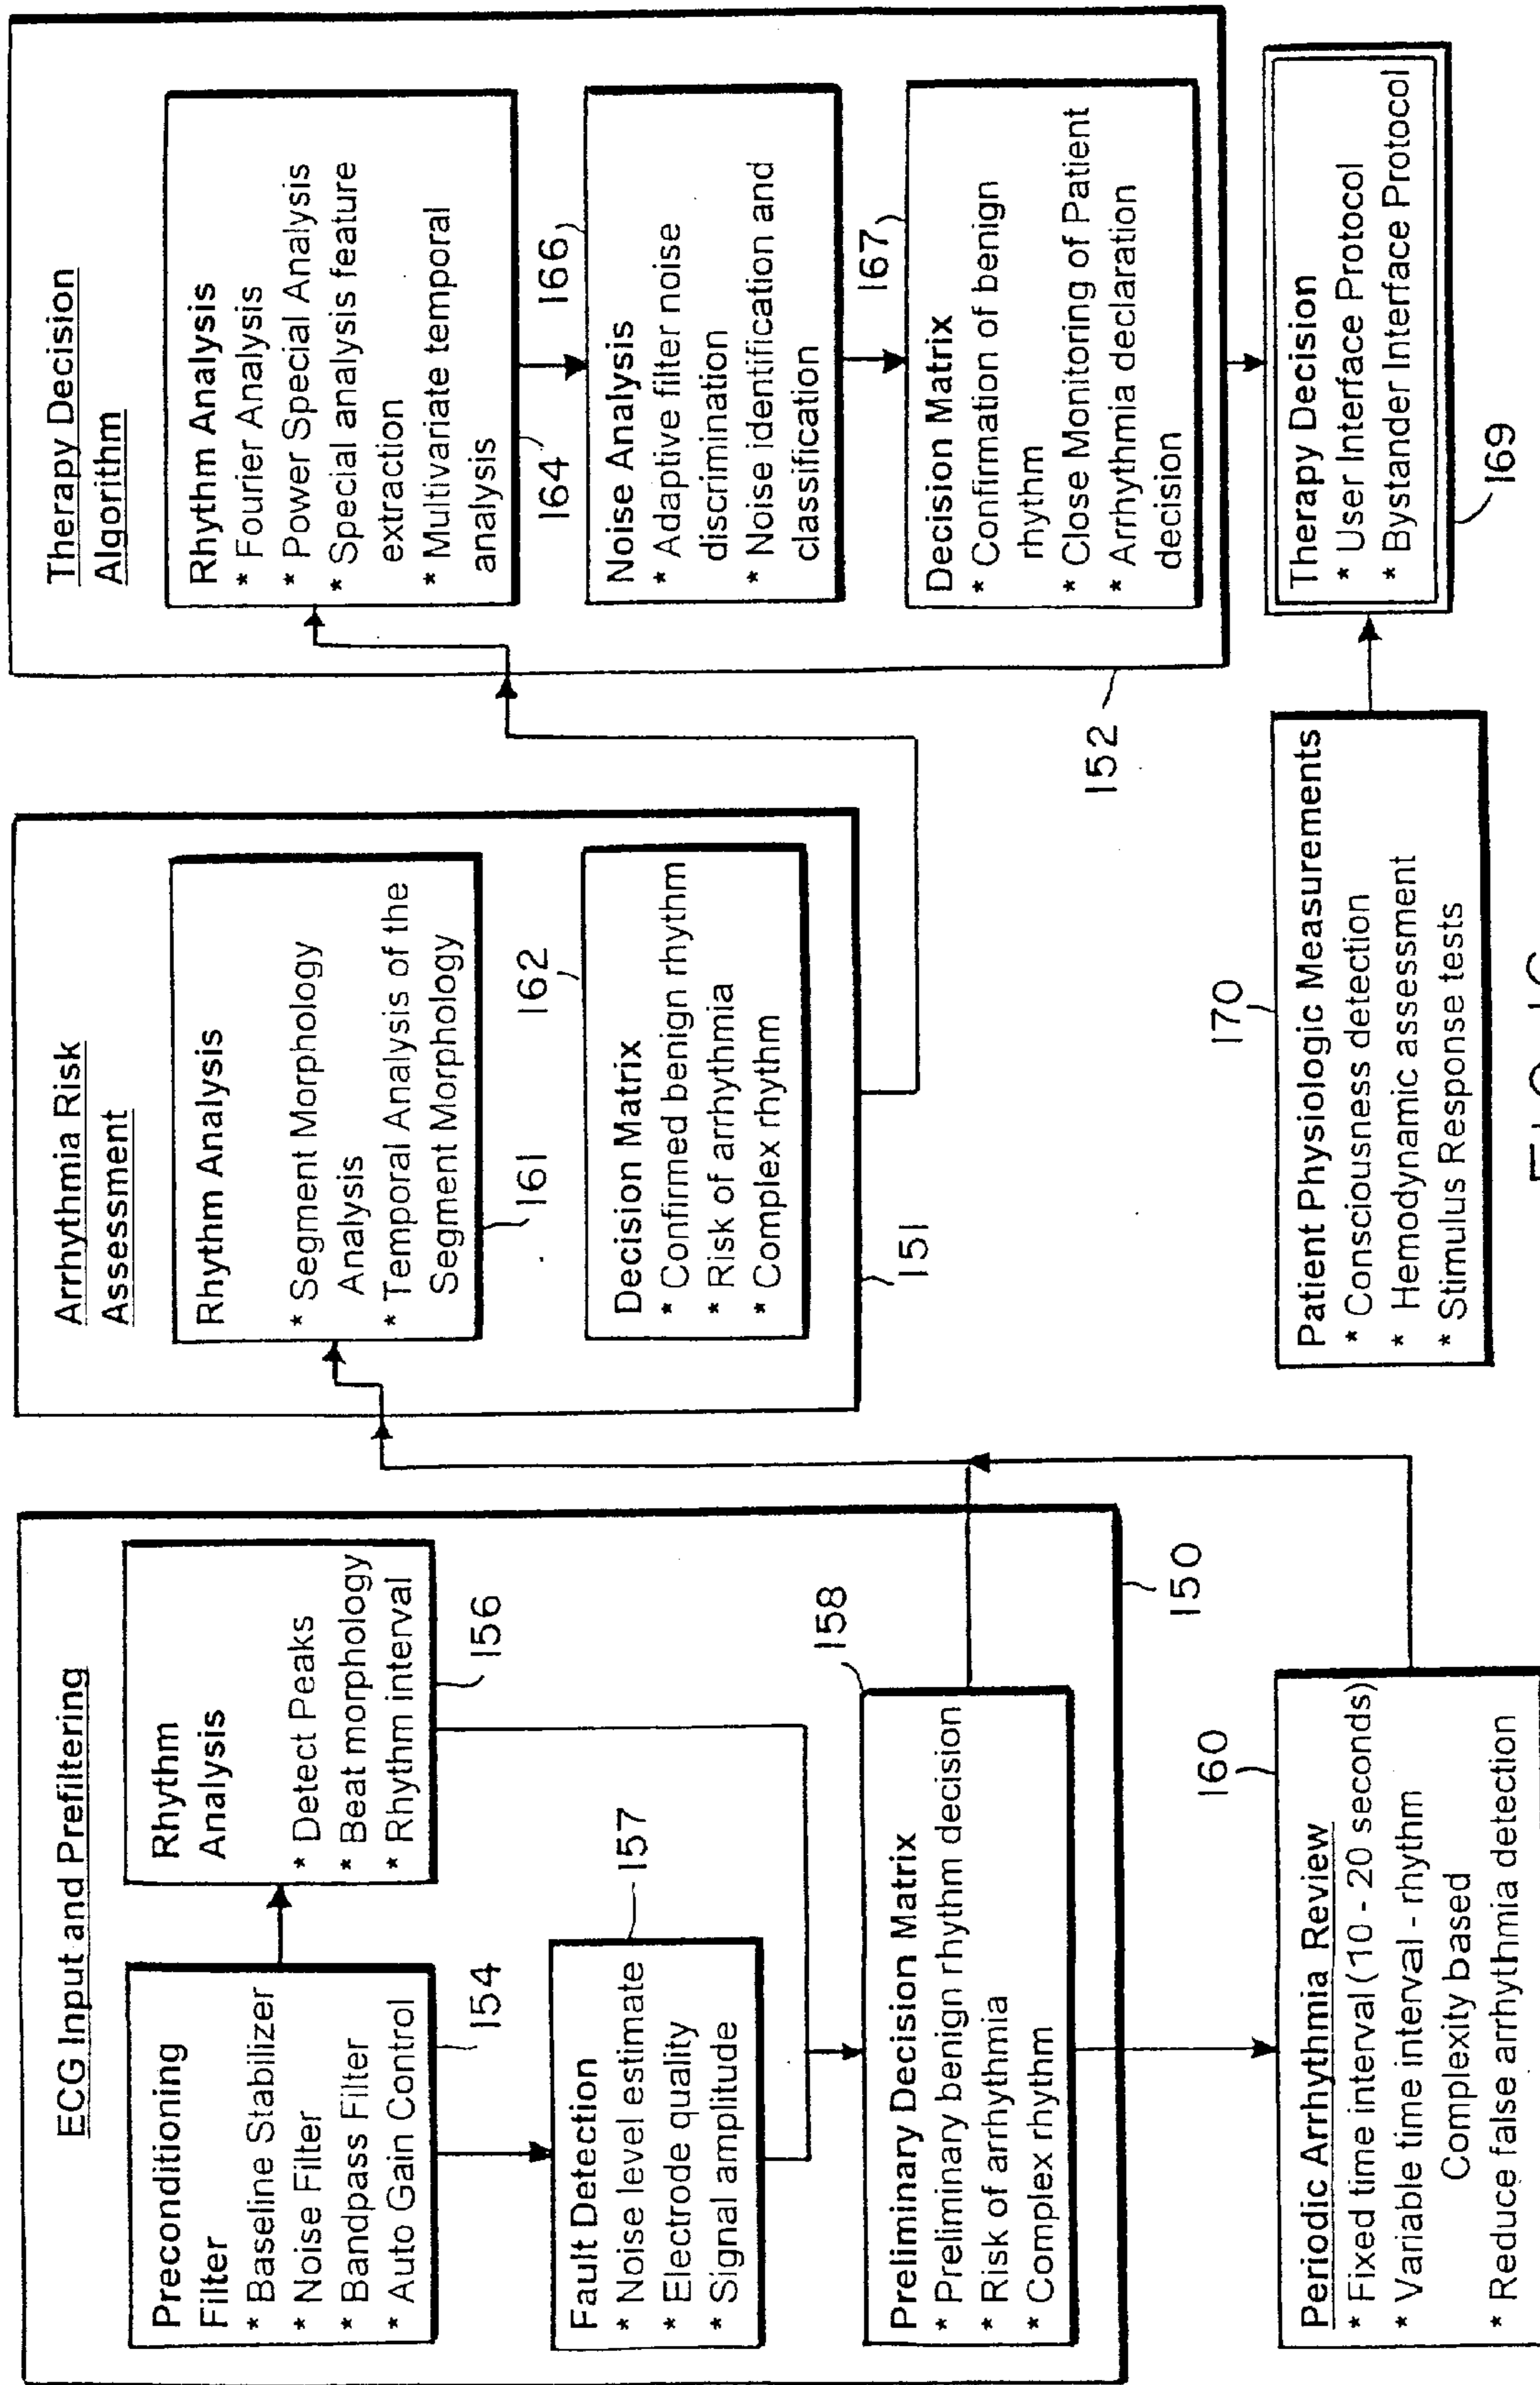 ECG Input and Prefiltering
Preconditioning
Filter
* Baseline Stabilizer
* Noise Filter
* Bandpass Filter
* Auto Gain Control
154
Rhythm
Analysis
* Detect Peaks
* Beat morphology
* Rhythm interval
156
Fault Detection
* Noise level estimate
* Electrode quality
* Signal amplitude
157
158
Preliminary Decision Matrix
* Preliminary benign rhythm decision
* Risk of arrhythmia
* Complex rhythm
150
160
Periodic Arrhythmia Review
* Fixed time interval (10 - 20 seconds)
* Variable time interval - rhythm
Complexity based
* Reduce false arrhythmia detection
Arrhythmia Risk
Assessment
Rhythm Analysis
* Segment Morphology
Analysis
* Temporal Analysis of the
Segment Morphology
161
162
Decision Matrix
* Confirmed benign rhythm
* Risk of arrhythmia
* Complex rhythm
151
Therapy Decision
Algorithm
Rhythm Analysis
* Fourier Analysis
* Power Special Analysis
* Special analysis feature
extraction
* Multivariate temporal
analysis
164
166
Noise Analysis
* Adaptive filter noise
discrimination
* Noise identification and
classification
167
Decision Matrix
* Confirmation of benign
rhythm
* Close Monitoring of Patient
* Arrhythmia declaration
decision
152
170
Patient Physiologic Measurements
* Consciousness detection
* Hemodynamic assessment
* Stimulus Response tests
Therapy Decision
* User Interface Protocol
* Bystander Interface Protocol
169